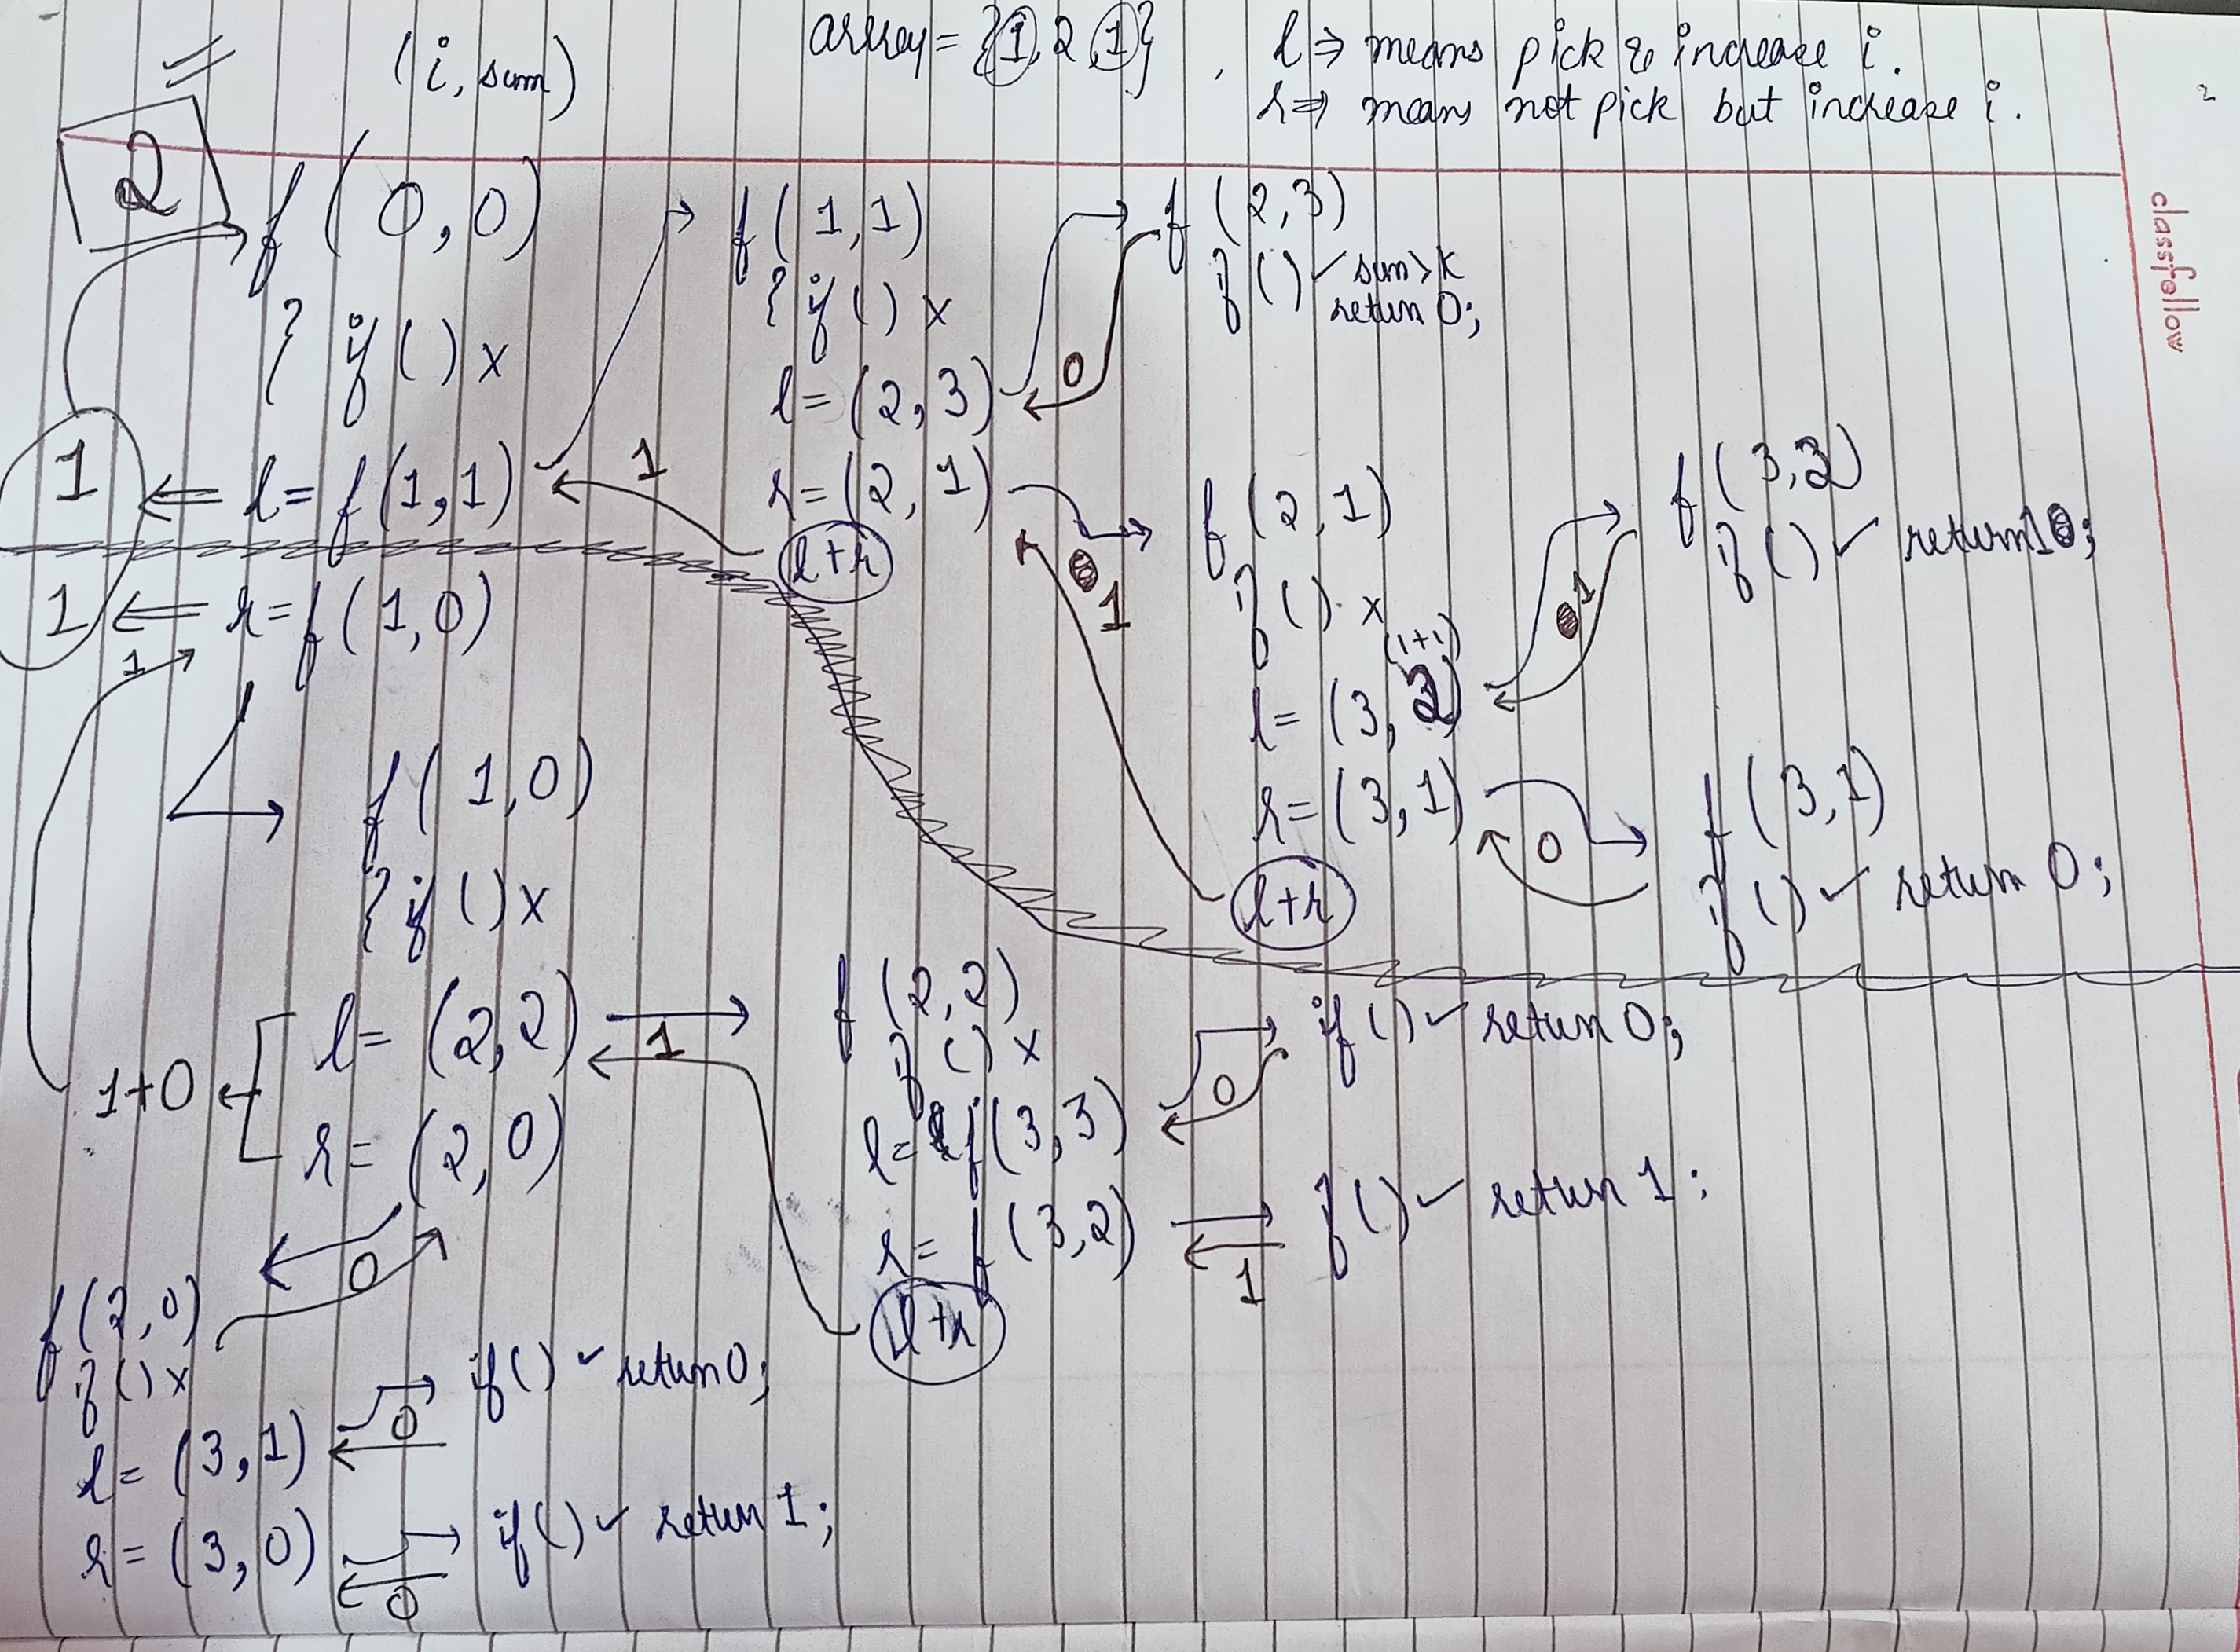 (i, sum)
array = {1, 2, 1} , l ⇒ means pick & increase i.
r ⇒ means not pick but increase i.
2
classfellow
2
f (0,0)
{ if () x
l = f(1,1)
1
1
r = f(1,0)
1
1
f(1,1)
{ if () x
l = (2,3)
r = (2,1)
l+r
0
f (2,3)
if () ✓ sum>k
return 0;
1
f (2,1)
if () x
(1+1)
l = (3, 2)
r = (3,1)
l+r
1
f (3,2)
if () ✓ return 1;
0
f (3,1)
if () ✓ return 0;
f(1,0)
{ if () x
l = (2,2)
r = (2,0)
1+0
1
f (2,2)
if () x
l = f(3,3)
r = f(3,2)
l+r
0
if () ✓ return 0;
1
if () ✓ return 1;
0
f(2,0)
if () x
l = (3,1)
r = (3,0)
0
if () ✓ return 0;
0
if () ✓ return 1;